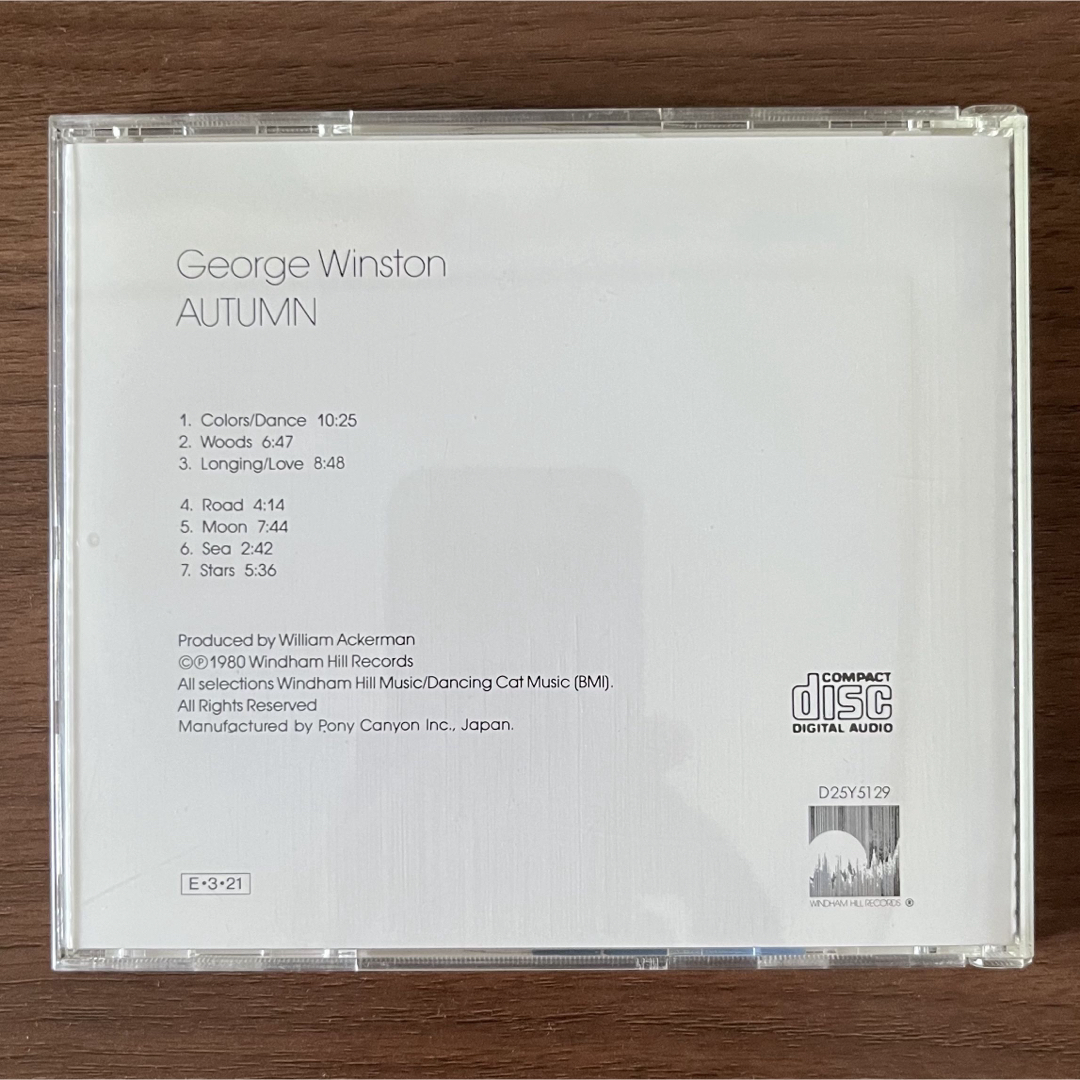 George Winston
AUTUMN
1. Colors/Dance 10:25
2. Woods 6:47
3. Longing/Love 8:48
4. Road 4:14
5. Moon 7:44
6. Sea 2:42
7. Stars 5:36
Produced by William Ackerman
©℗1980 Windham Hill Records
All selections Windham Hill Music/Dancing Cat Music (BMI).
All Rights Reserved
Manufactured by Pony Canyon Inc., Japan.
COMPACT
disc
DIGITAL AUDIO
D25Y5129
WINDHAM HILL RECORDS ®
E•3•21